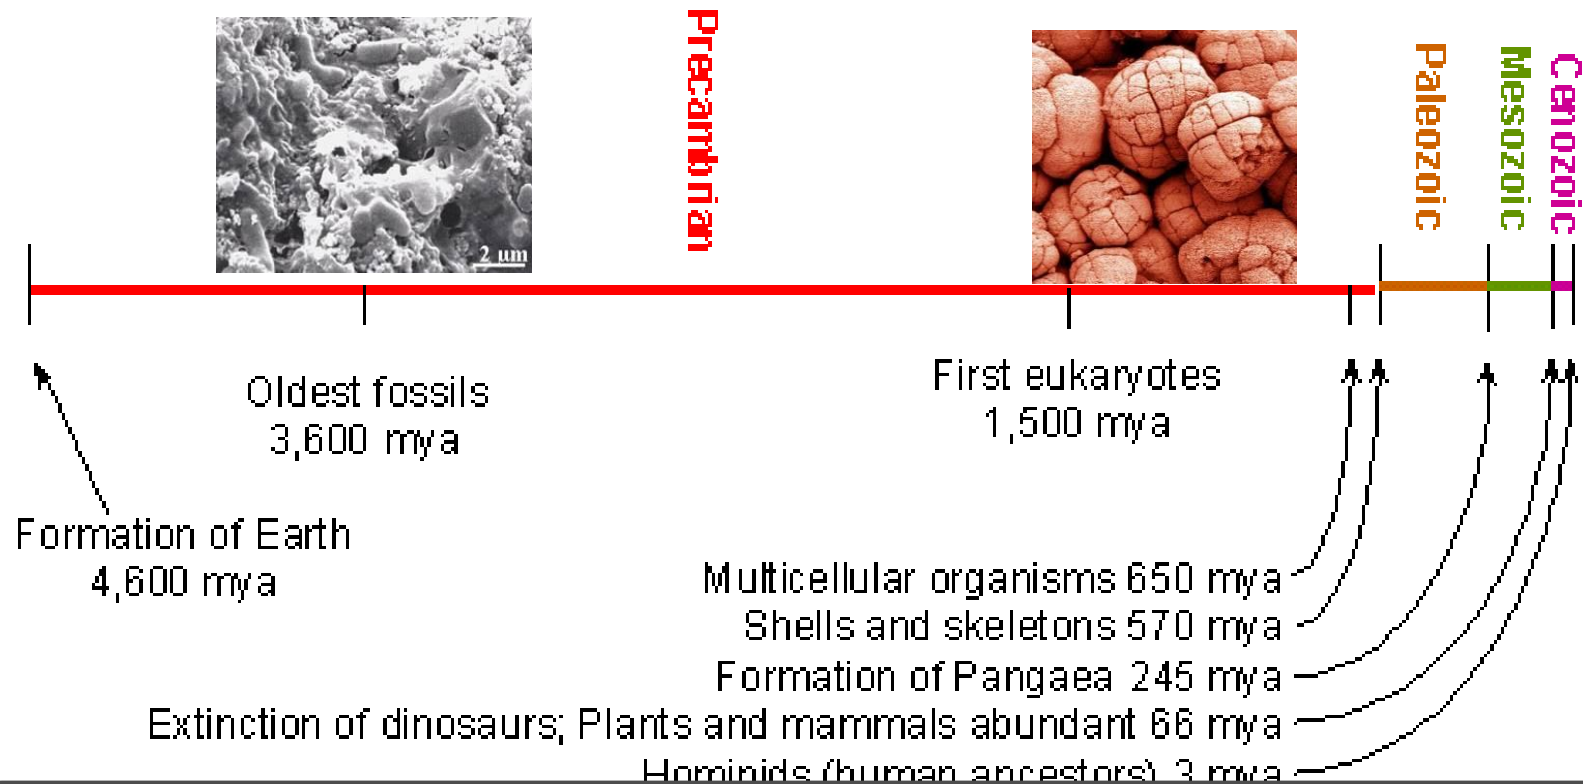 Precambrian
Paleozoic
Mesozoic
Cenozoic
2 µm
Oldest fossils
3,600 mya
First eukaryotes
1,500 mya
Formation of Earth
4,600 mya
Multicellular organisms 650 mya
Shells and skeletons 570 mya
Formation of Pangaea 245 mya
Extinction of dinosaurs; Plants and mammals abundant 66 mya
Hominids (human ancestors) 3 mya